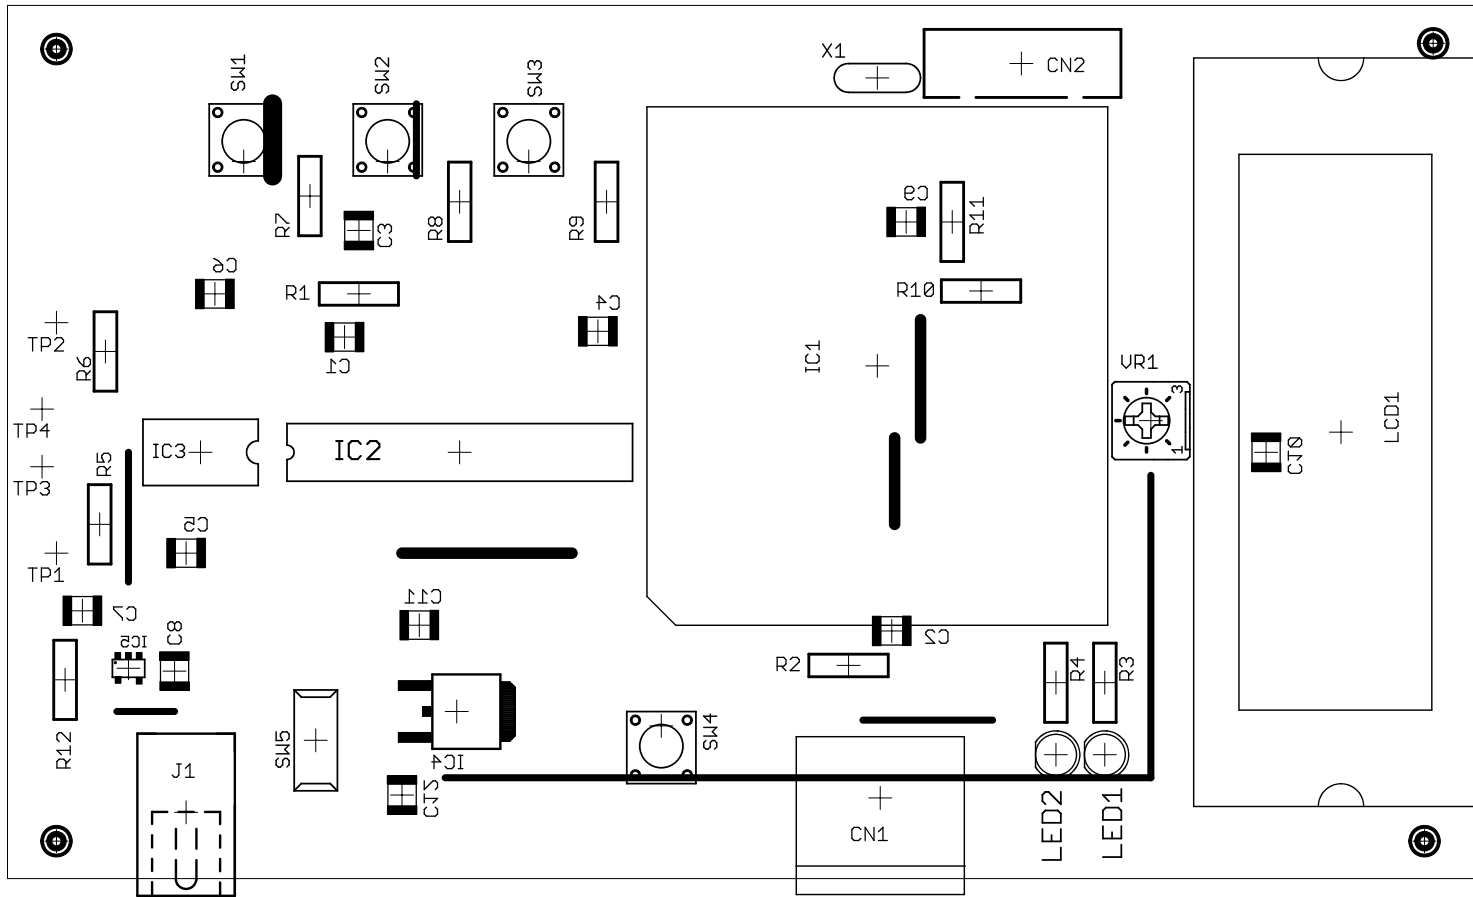 X1
CN2
SW1
SW2
SW3
R7
C3
R8
R9
C9
R11
C6
R1
R10
C4
TP2
C1
R6
IC1
VR1
3
1
TP4
IC3
IC2
LCD1
C10
TP3
R5
C5
TP1
C7
IC5
C8
C11
C2
R2
R4
R3
R12
SW5
IC4
SW4
J1
C12
CN1
LED2
LED1